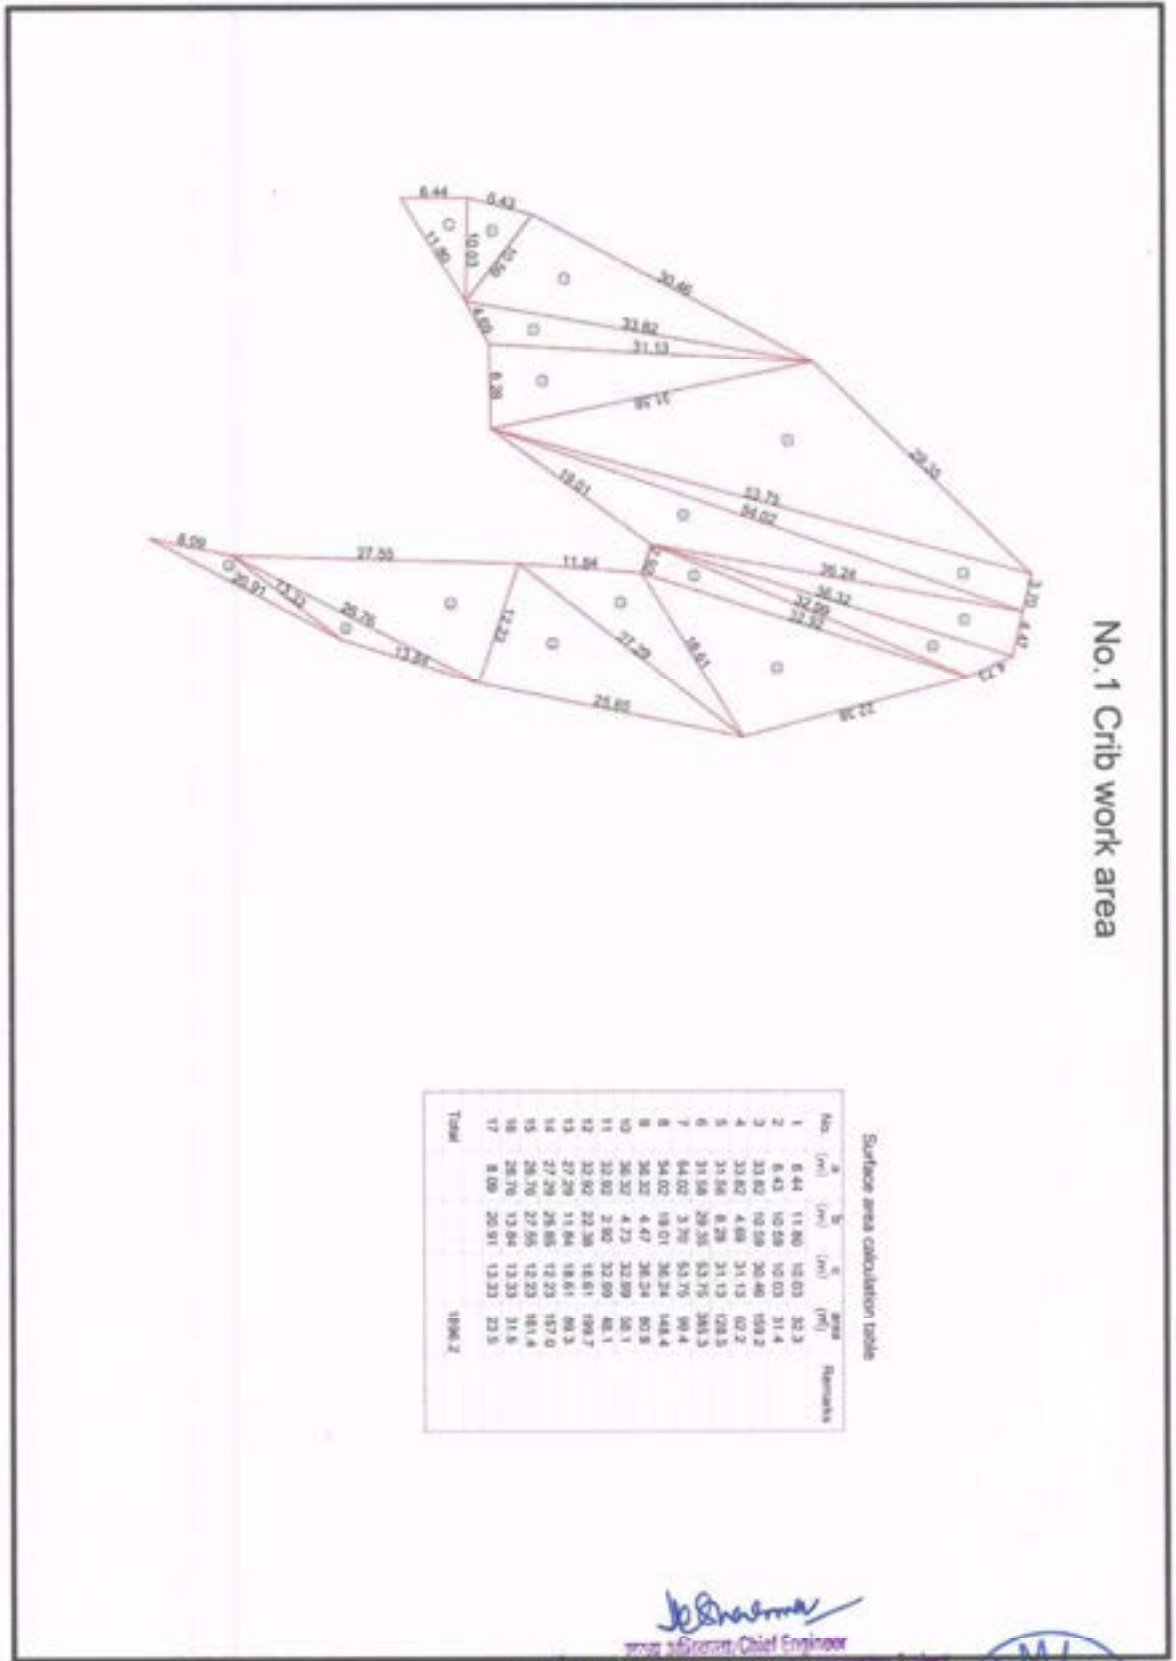 No.1 Crib work area
6.44
6.43
11.80
10.03
10.59
30.46
33.82
31.13
4.69
8.28
31.56
29.35
53.75
54.02
19.01
3.70
36.24
36.32
4.47
4.73
32.99
32.92
2.92
22.38
18.61
11.84
27.29
27.55
12.23
25.85
8.09
20.91
13.33
26.76
13.84
Surface area calculation table
No. a b c area Remarks
(m) (m) (m) (㎡)
1 6.44 11.80 10.03 32.3
2 6.43 10.59 10.03 31.4
3 33.82 10.59 30.46 159.2
4 33.82 4.69 31.13 62.2
5 31.56 8.28 31.13 128.5
6 31.56 29.35 53.75 385.3
7 54.02 3.70 53.75 99.4
8 54.02 19.01 36.24 148.4
9 36.32 4.47 36.24 80.9
10 36.32 4.73 32.99 58.1
11 32.92 2.92 32.99 48.1
12 32.92 22.38 18.61 199.7
13 27.29 11.84 18.61 89.3
14 27.29 25.85 12.23 157.0
15 26.76 27.55 12.23 161.4
16 26.76 13.84 13.33 31.5
17 8.09 20.91 13.33 23.5
Total 1896.2
Chief Engineer